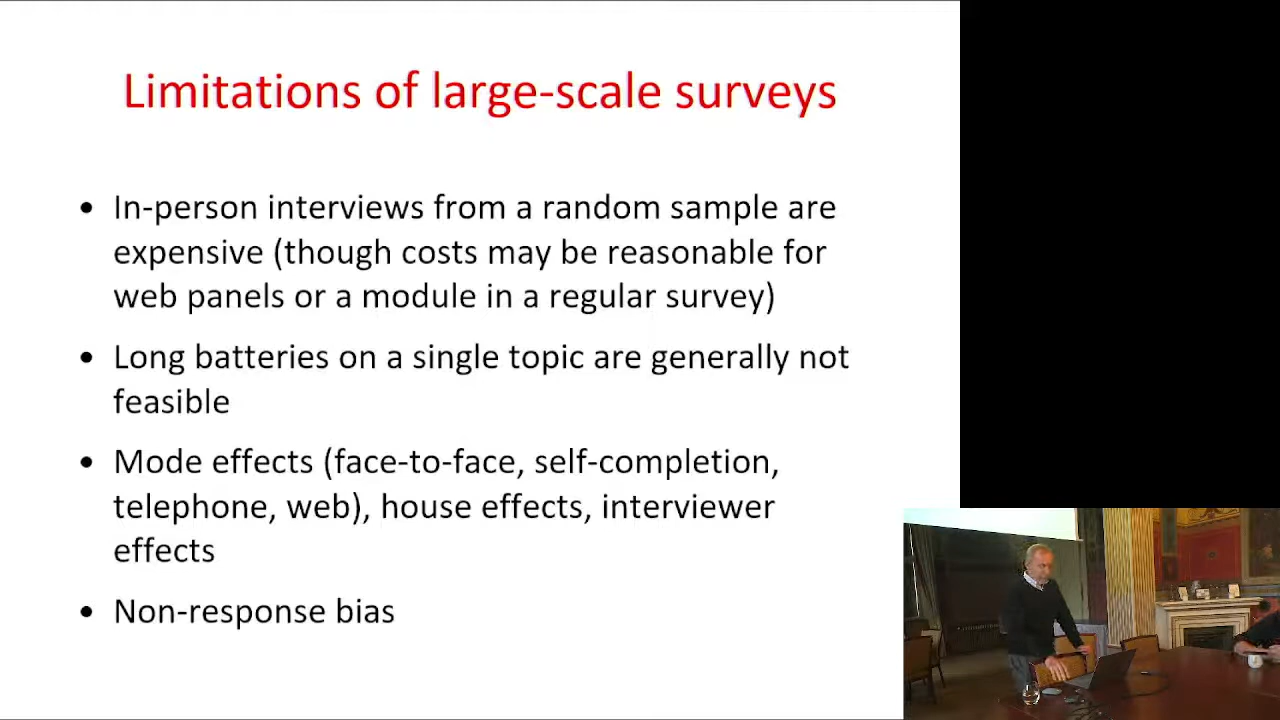 Limitations of large-scale surveys
• In-person interviews from a random sample are
expensive (though costs may be reasonable for
web panels or a module in a regular survey)
• Long batteries on a single topic are generally not
feasible
• Mode effects (face-to-face, self-completion,
telephone, web), house effects, interviewer
effects
• Non-response bias